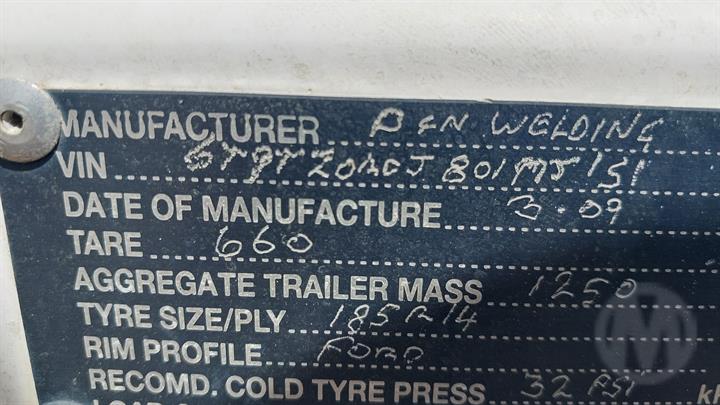 MANUFACTURER P & N WELDING
VIN 6T9T20RGJ801MJ151
DATE OF MANUFACTURE 3-09
TARE 660
AGGREGATE TRAILER MASS 1250
TYRE SIZE/PLY 185R14
RIM PROFILE FORD
RECOMD. COLD TYRE PRESS 32 PSI